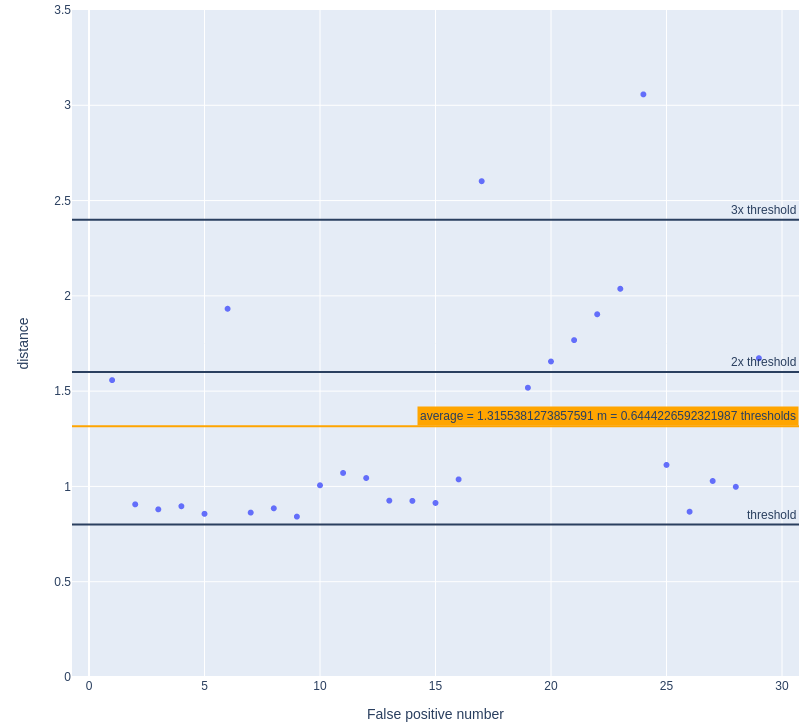 3.5
3
2.5
2
1.5
1
0.5
0
distance
3x threshold
2x threshold
average = 1.3155381273857591 m = 0.6444226592321987 thresholds
threshold
0 5 10 15 20 25 30
False positive number